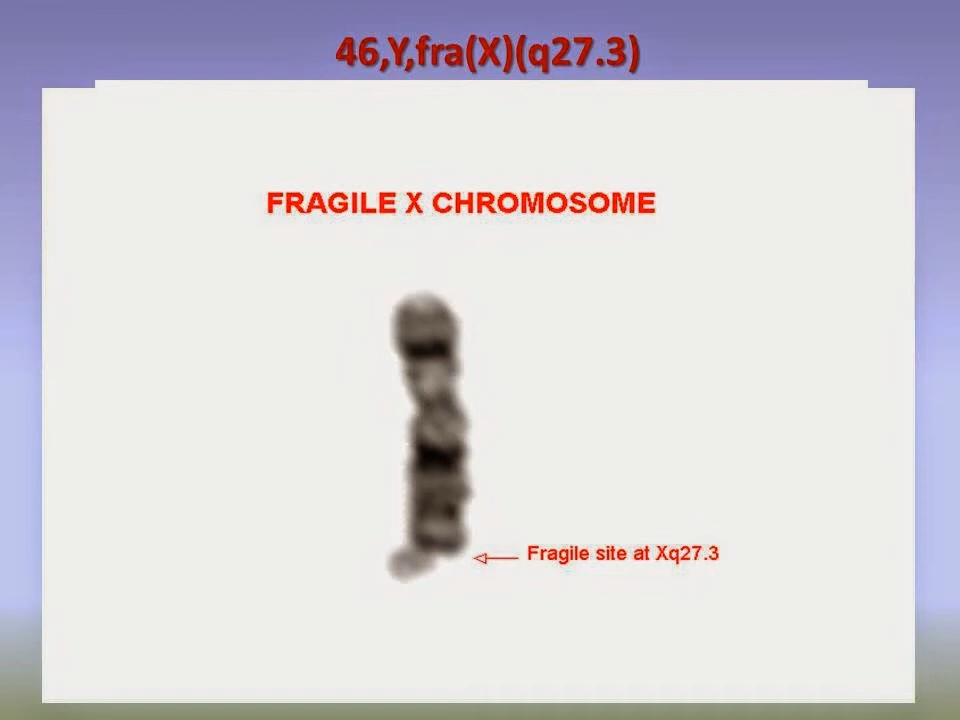 46,Y,fra(X)(q27.3)
FRAGILE X CHROMOSOME
Fragile site at Xq27.3